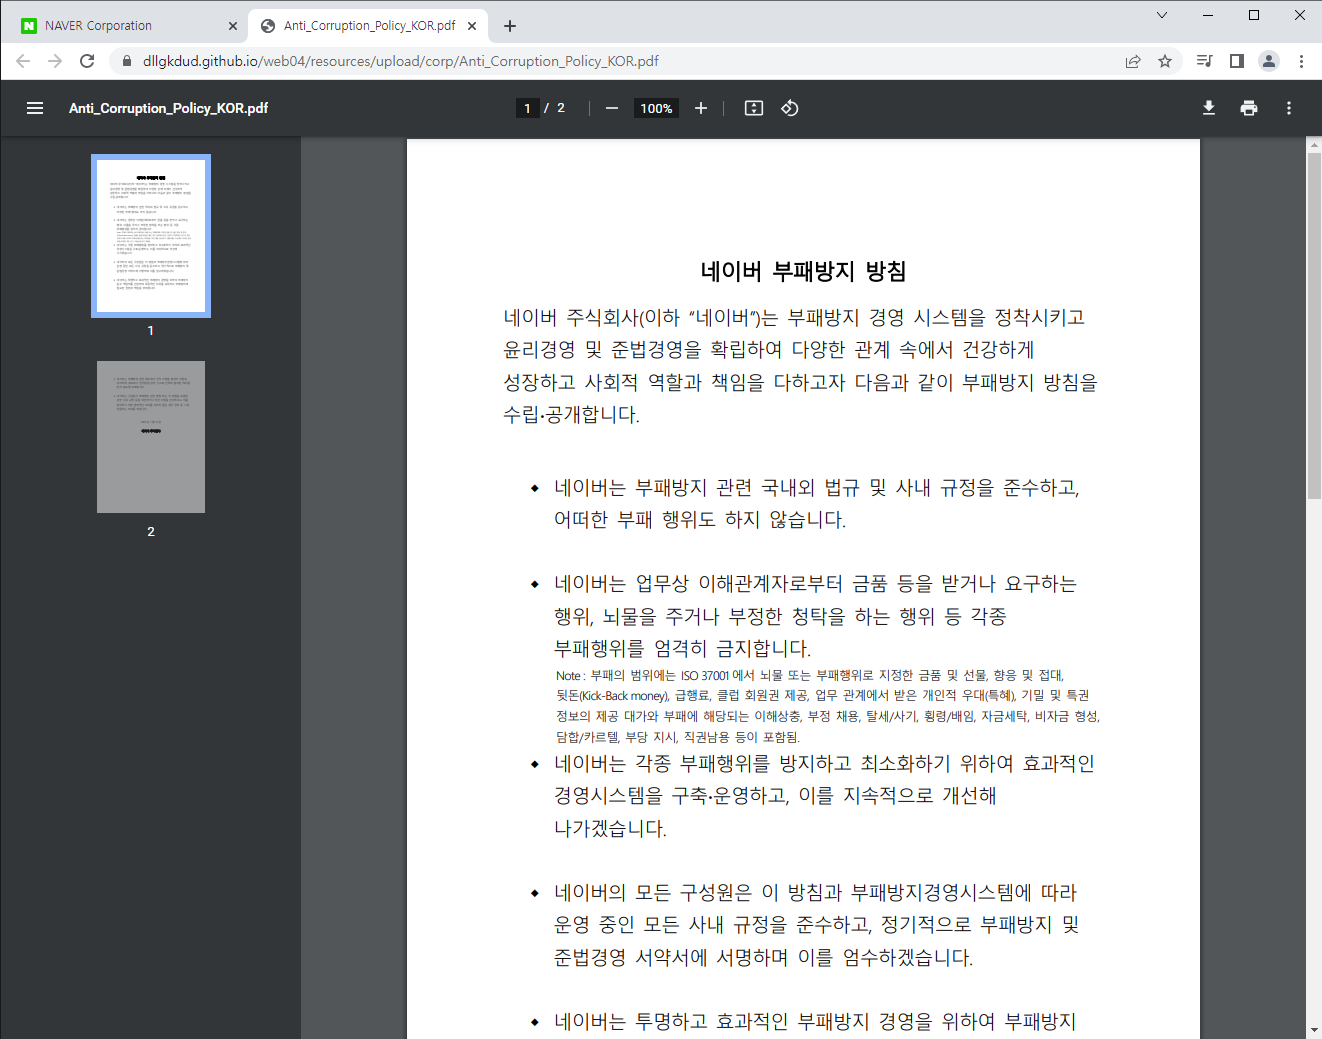 NAVER Corporation
Anti_Corruption_Policy_KOR.pdf
dllgkdud.github.io/web04/resources/upload/corp/Anti_Corruption_Policy_KOR.pdf
Anti_Corruption_Policy_KOR.pdf
1 / 2
100%
1
2
네이버 부패방지 방침
네이버 주식회사(이하 “네이버”)는 부패방지 경영 시스템을 정착시키고
윤리경영 및 준법경영을 확립하여 다양한 관계 속에서 건강하게
성장하고 사회적 역할과 책임을 다하고자 다음과 같이 부패방지 방침을
수립·공개합니다.
◆ 네이버는 부패방지 관련 국내외 법규 및 사내 규정을 준수하고,
어떠한 부패 행위도 하지 않습니다.
◆ 네이버는 업무상 이해관계자로부터 금품 등을 받거나 요구하는
행위, 뇌물을 주거나 부정한 청탁을 하는 행위 등 각종
부패행위를 엄격히 금지합니다.
Note : 부패의 범위에는 ISO 37001 에서 뇌물 또는 부패행위로 지정한 금품 및 선물, 향응 및 접대,
뒷돈(Kick-Back money), 급행료, 클럽 회원권 제공, 업무 관계에서 받은 개인적 우대(특혜), 기밀 및 특권
정보의 제공 대가와 부패에 해당되는 이해상충, 부정 채용, 탈세/사기, 횡령/배임, 자금세탁, 비자금 형성,
담합/카르텔, 부당 지시, 직권남용 등이 포함됨.
◆ 네이버는 각종 부패행위를 방지하고 최소화하기 위하여 효과적인
경영시스템을 구축·운영하고, 이를 지속적으로 개선해
나가겠습니다.
◆ 네이버의 모든 구성원은 이 방침과 부패방지경영시스템에 따라
운영 중인 모든 사내 규정을 준수하고, 정기적으로 부패방지 및
준법경영 서약서에 서명하며 이를 엄수하겠습니다.
◆ 네이버는 투명하고 효과적인 부패방지 경영을 위하여 부패방지